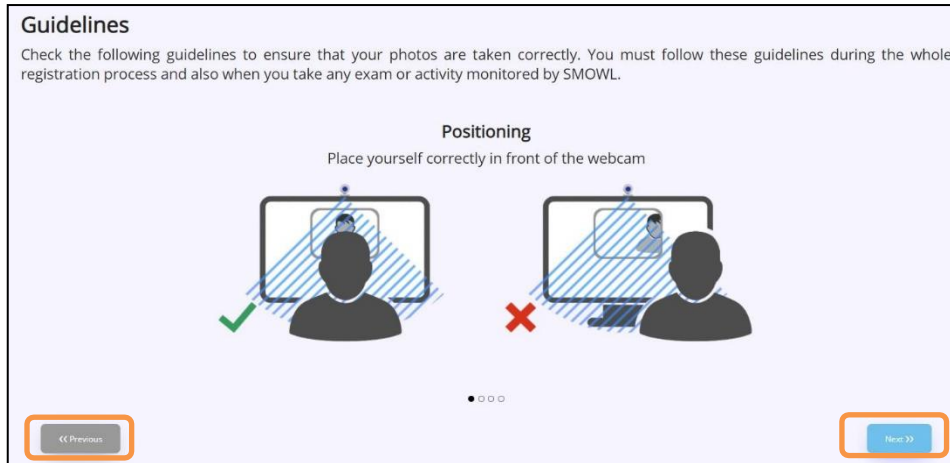 Guidelines
Check the following guidelines to ensure that your photos are taken correctly. You must follow these guidelines during the whole
registration process and also when you take any exam or activity monitored by SMOWL.
Positioning
Place yourself correctly in front of the webcam
« Previous
Next »